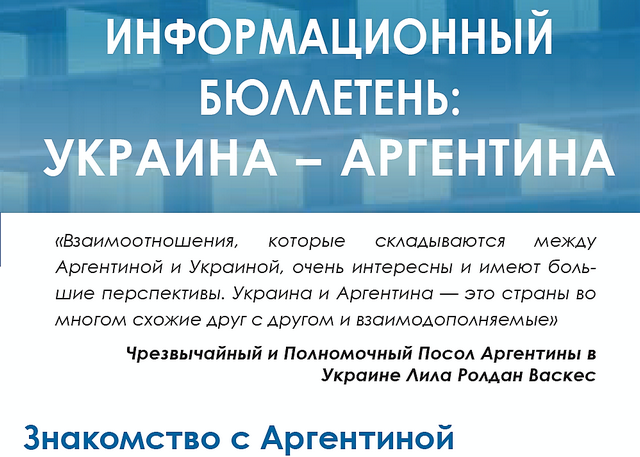 ИНФОРМАЦИОННЫЙ
БЮЛЛЕТЕНЬ:
УКРАИНА – АРГЕНТИНА
«Взаимоотношения, которые складываются между
Аргентиной и Украиной, очень интересны и имеют боль-
шие перспективы. Украина и Аргентина — это страны во
многом схожие друг с другом и взаимодополняемые»
Чрезвычайный и Полномочный Посол Аргентины в
Украине Лила Ролдан Васкес
Знакомство с Аргентиной